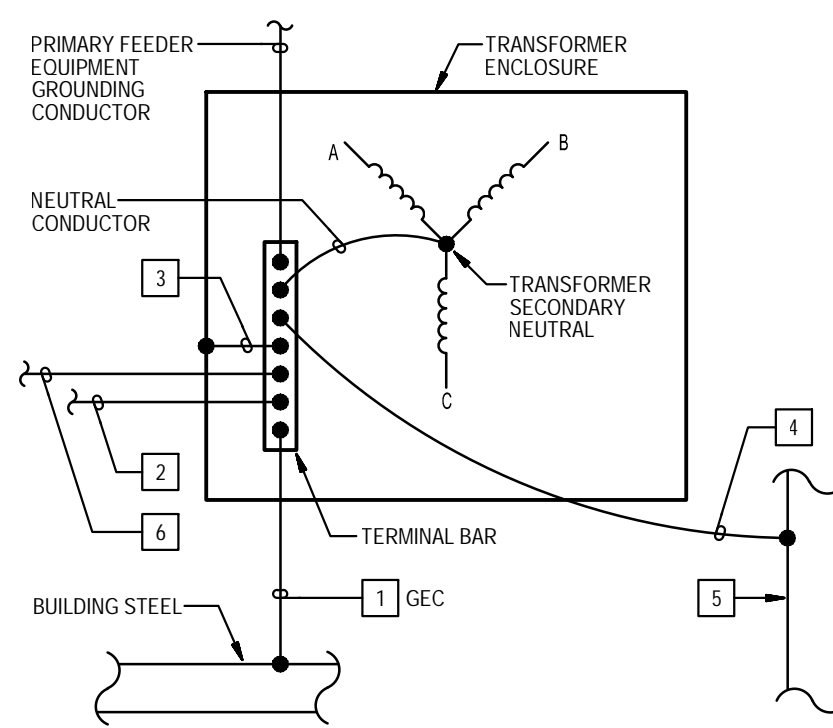 PRIMARY FEEDER
EQUIPMENT
GROUNDING
CONDUCTOR
TRANSFORMER
ENCLOSURE
A
B
NEUTRAL
CONDUCTOR
3
TRANSFORMER
SECONDARY
NEUTRAL
C
4
2
6
TERMINAL BAR
1 GEC
5
BUILDING STEEL